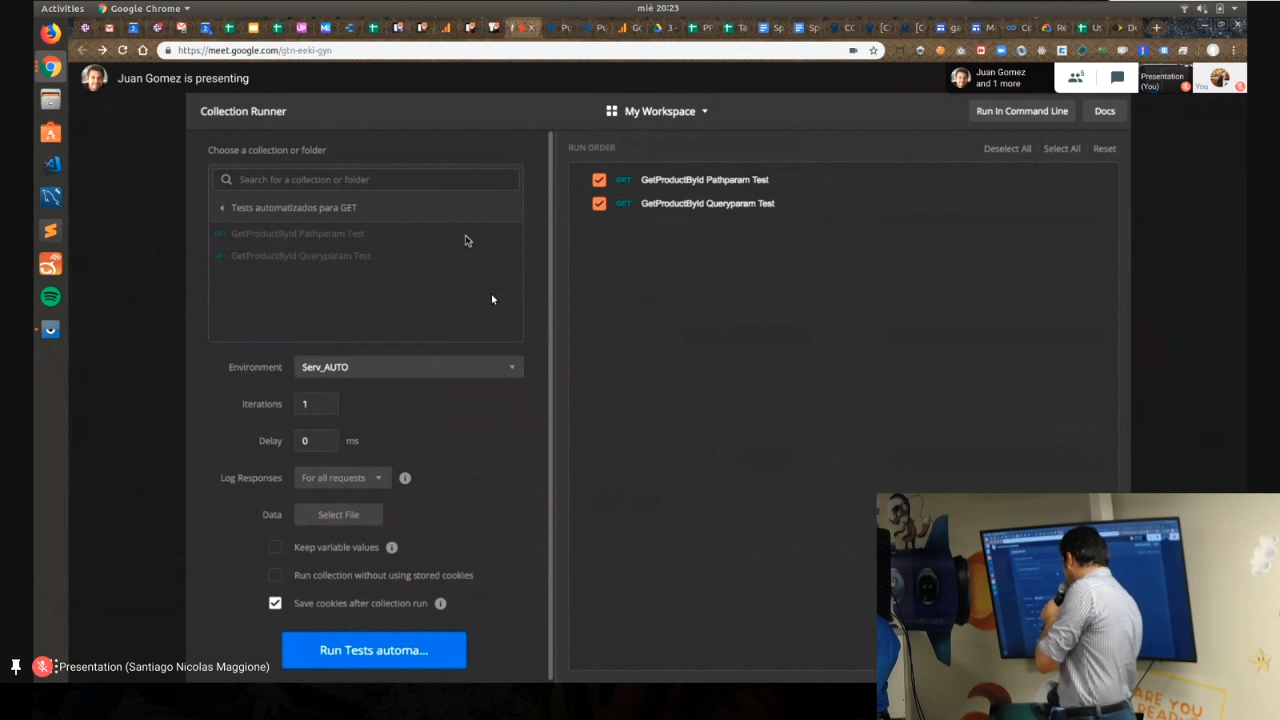 Activities
Google Chrome
mié 20:23
https://meet.google.com/gtn-eeki-gyn
Juan Gomez is presenting
Juan Gomez
and 1 more
5
Presentation
(You)
You
Collection Runner
My Workspace
Run In Command Line
Docs
Choose a collection or folder
Search for a collection or folder
Tests automatizados para GET
GET GetProductById Pathparam Test
GET GetProductById Queryparam Test
RUN ORDER
Deselect All
Select All
Reset
GET GetProductById Pathparam Test
GET GetProductById Queryparam Test
Environment
Serv_AUTO
Iterations
1
Delay
0
ms
Log Responses
For all requests
Data
Select File
Keep variable values
Run collection without using stored cookies
Save cookies after collection run
Run Tests automa...
Presentation (Santiago Nicolas Maggione)
ARE YOU
READY